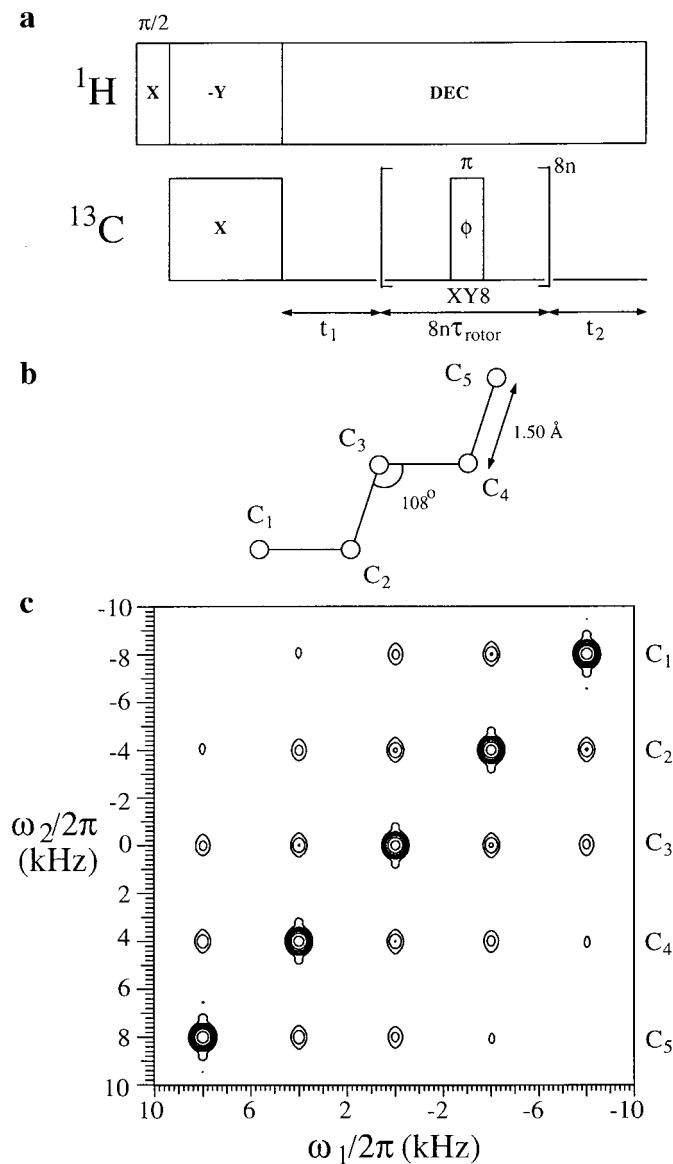 a
π/2
¹H
X
-Y
DEC
π
8n
¹³C
X
ϕ
XY8
t₁
8nτ_rotor
t₂
b
C₅
1.50 Å
C₃
108°
C₄
C₁
C₂
c
-10
-8 C₁
-6
-4 C₂
-2
ω₂/2π
(kHz)
0 C₃
2
4 C₄
6
8 C₅
10
10 6 2 -2 -6 -10
ω₁/2π (kHz)